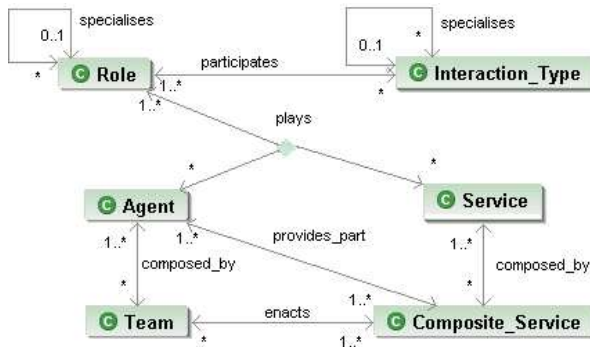 specialises
specialises
0..1
*
0..1
*
C Role
participates
C Interaction_Type
1..*
*
1..*
plays
*
*
C Agent
C Service
1..*
1..*
provides_part
1..*
composed_by
composed_by
*
1..*
*
enacts
C Team
C Composite_Service
*
1..*